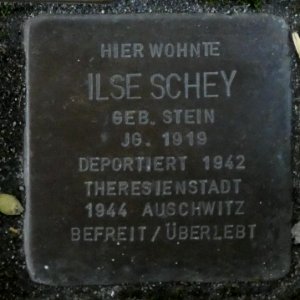 HIER WOHNTE
ILSE SCHEY
GEB. STEIN
JG. 1919
DEPORTIERT 1942
THERESIENSTADT
1944 AUSCHWITZ
BEFREIT/ÜBERLEBT